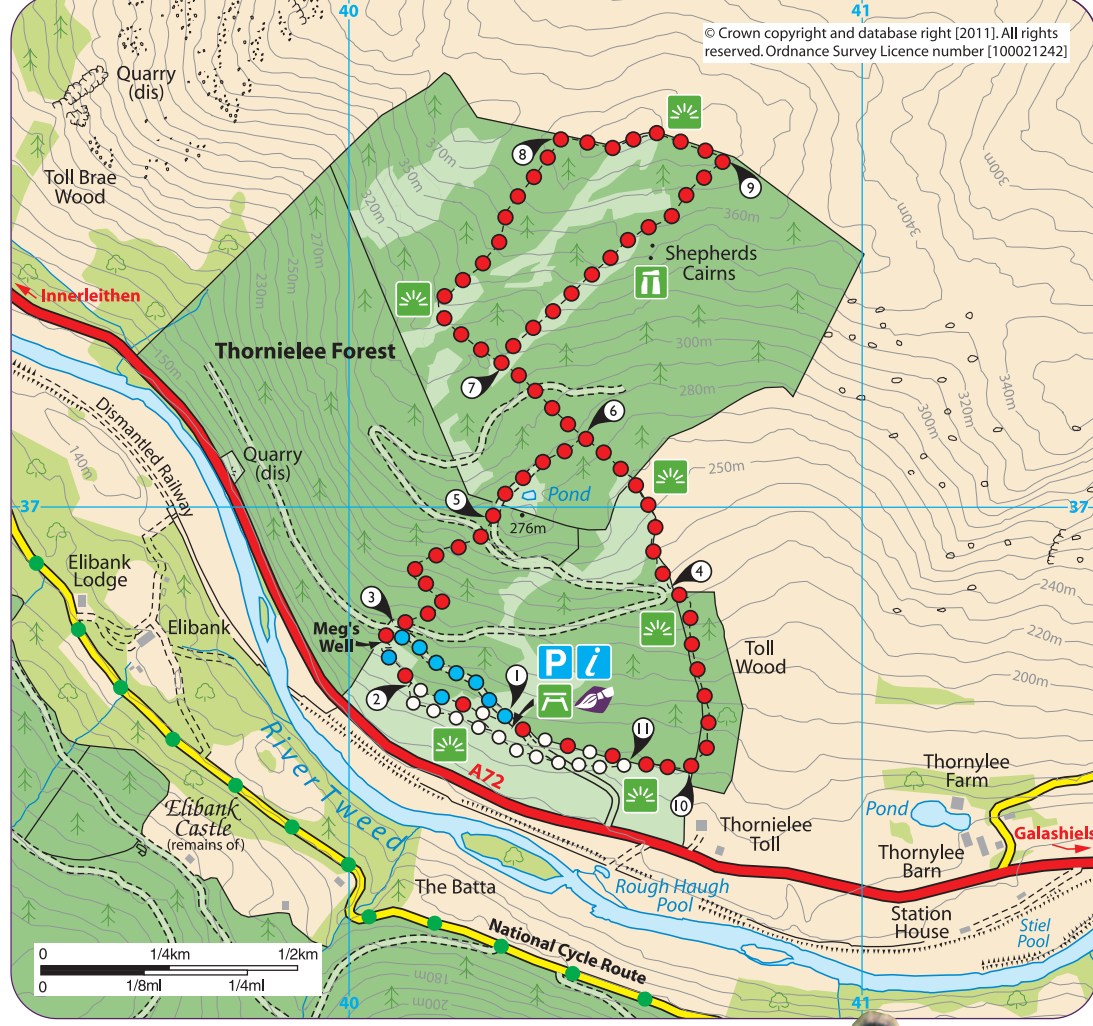 40
41
© Crown copyright and database right [2011]. All rights
reserved. Ordnance Survey Licence number [100021242]
Quarry
(dis)
Toll Brae
Wood
370m
350m
320m
270m
250m
230m
150m
8
9
360m
300m
340m
Shepherds
Cairns
Innerleithen
Thornielee Forest
300m
280m
7
6
340m
320m
300m
Dismantled Railway
140m
Quarry
(dis)
250m
5
Pond
276m
37
37
Elibank
Lodge
Elibank
4
240m
220m
200m
3
Meg's
Well
Toll
Wood
P i
1
2
11
10
River Tweed
A72
Elibank
Castle
(remains of)
Thornylee
Farm
Pond
Galashiels
Thornielee
Toll
Thornylee
Barn
The Batta
Rough Haugh
Pool
Station
House
Stiel
Pool
National Cycle Route
0 1/4km 1/2km
0 1/8ml 1/4ml
180m
200m
40
41